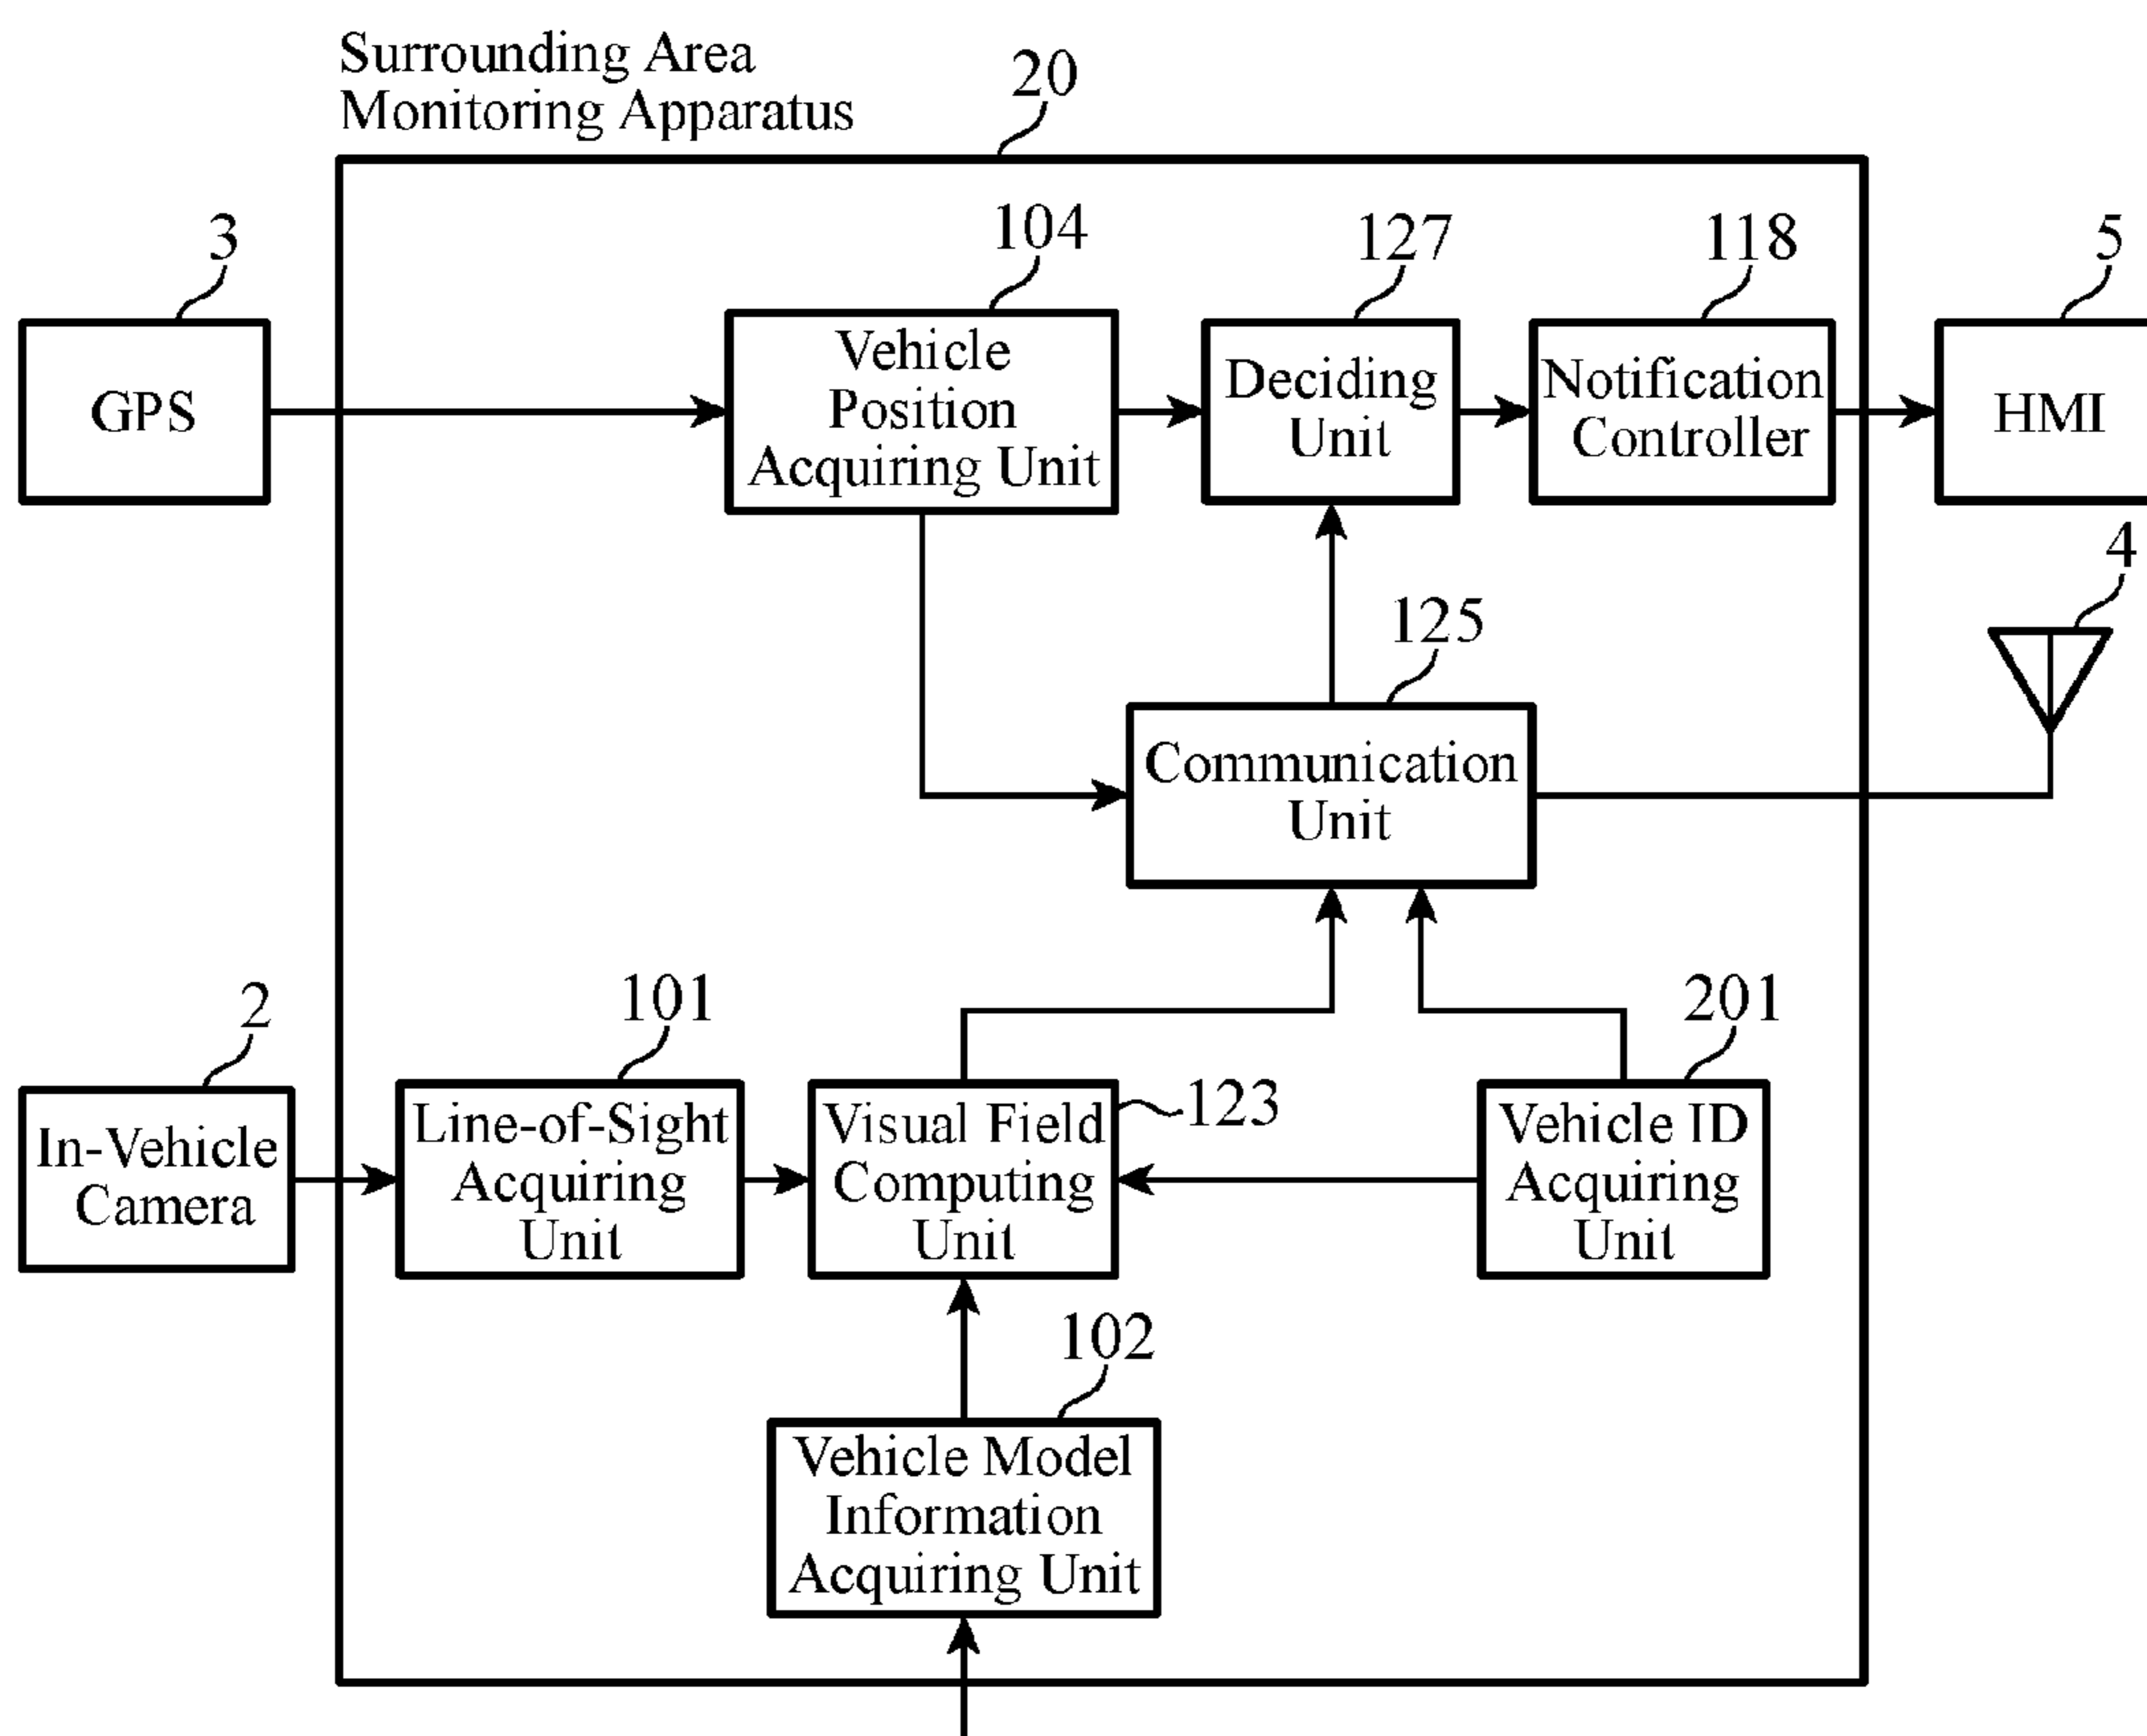 Surrounding Area
Monitoring Apparatus
20
3
104
127
118
5
GPS
Vehicle
Position
Acquiring Unit
Deciding
Unit
Notification
Controller
HMI
4
125
Communication
Unit
2
101
123
201
In-Vehicle
Camera
Line-of-Sight
Acquiring
Unit
Visual Field
Computing
Unit
Vehicle ID
Acquiring
Unit
102
Vehicle Model
Information
Acquiring Unit